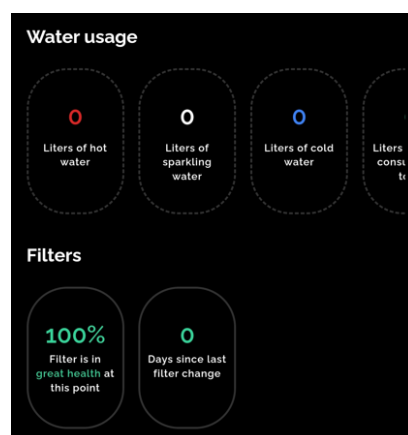 Water usage
0
Liters of hot
water
0
Liters of
sparkling
water
0
Liters of cold
water
Liters
Filters
100%
Filter is in
great health at
this point
0
Days since last
filter change